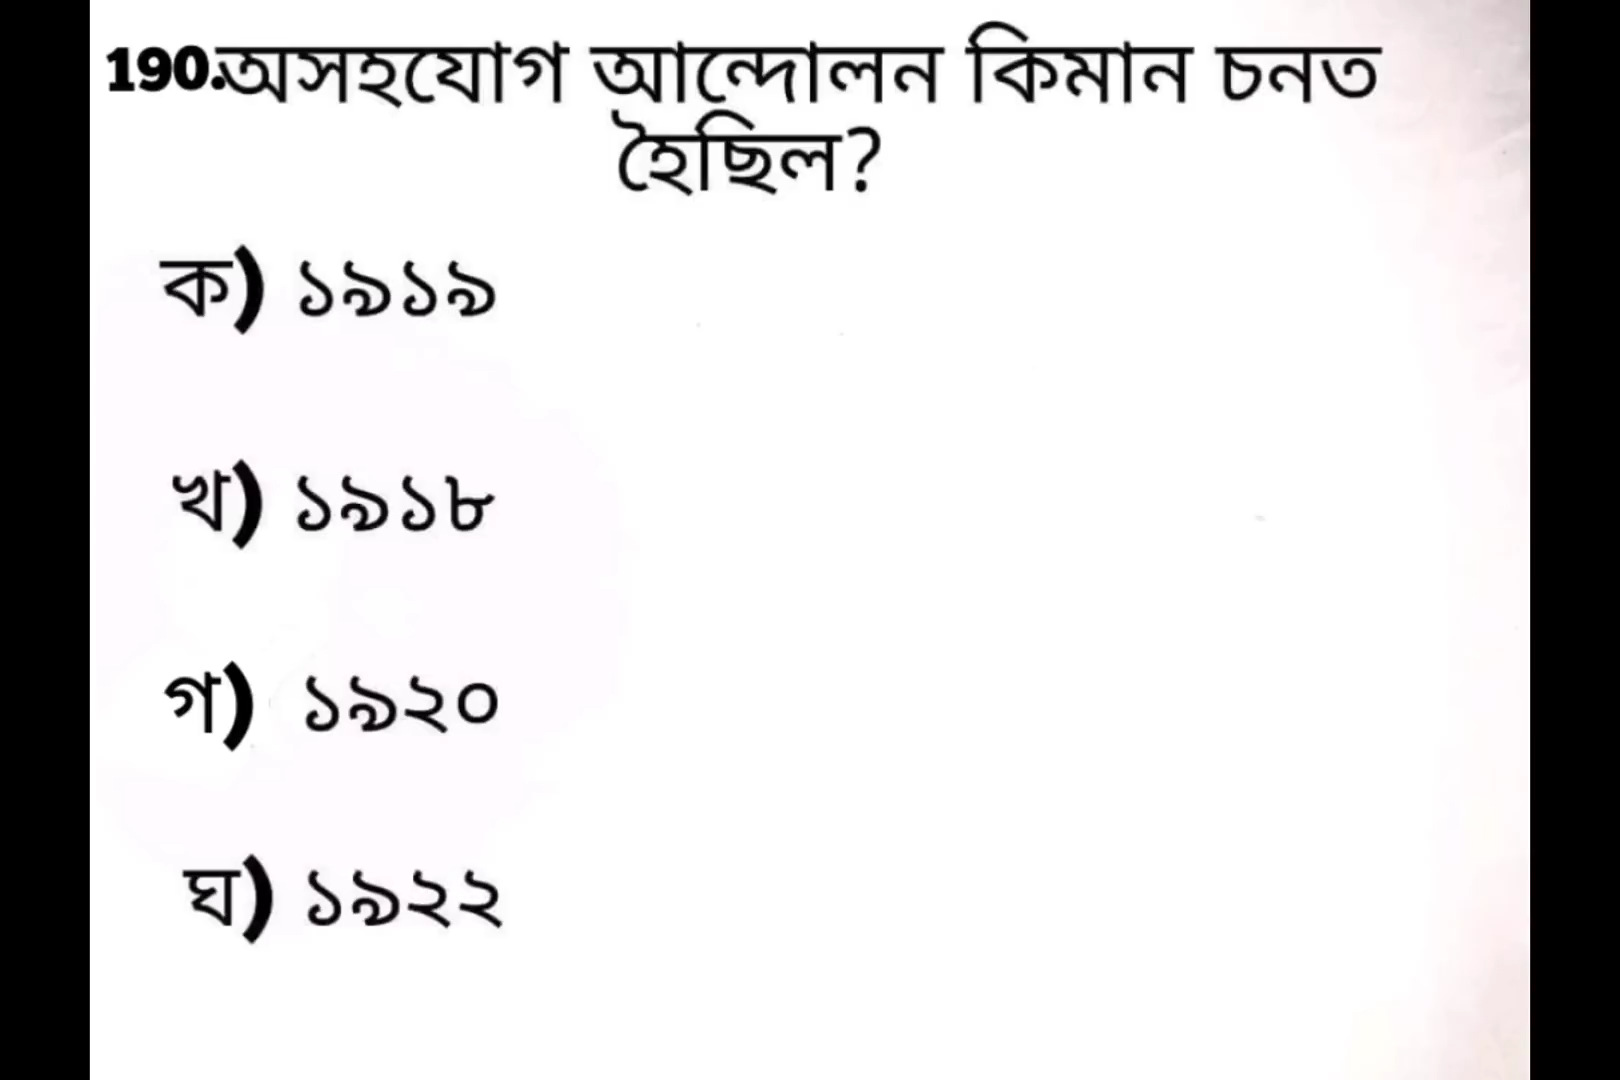 190.অসহযোগ আন্দোলন কিমান চনত
হৈছিল?
ক) ১৯১৯
খ) ১৯১৮
গ) ১৯২০
ঘ) ১৯২২